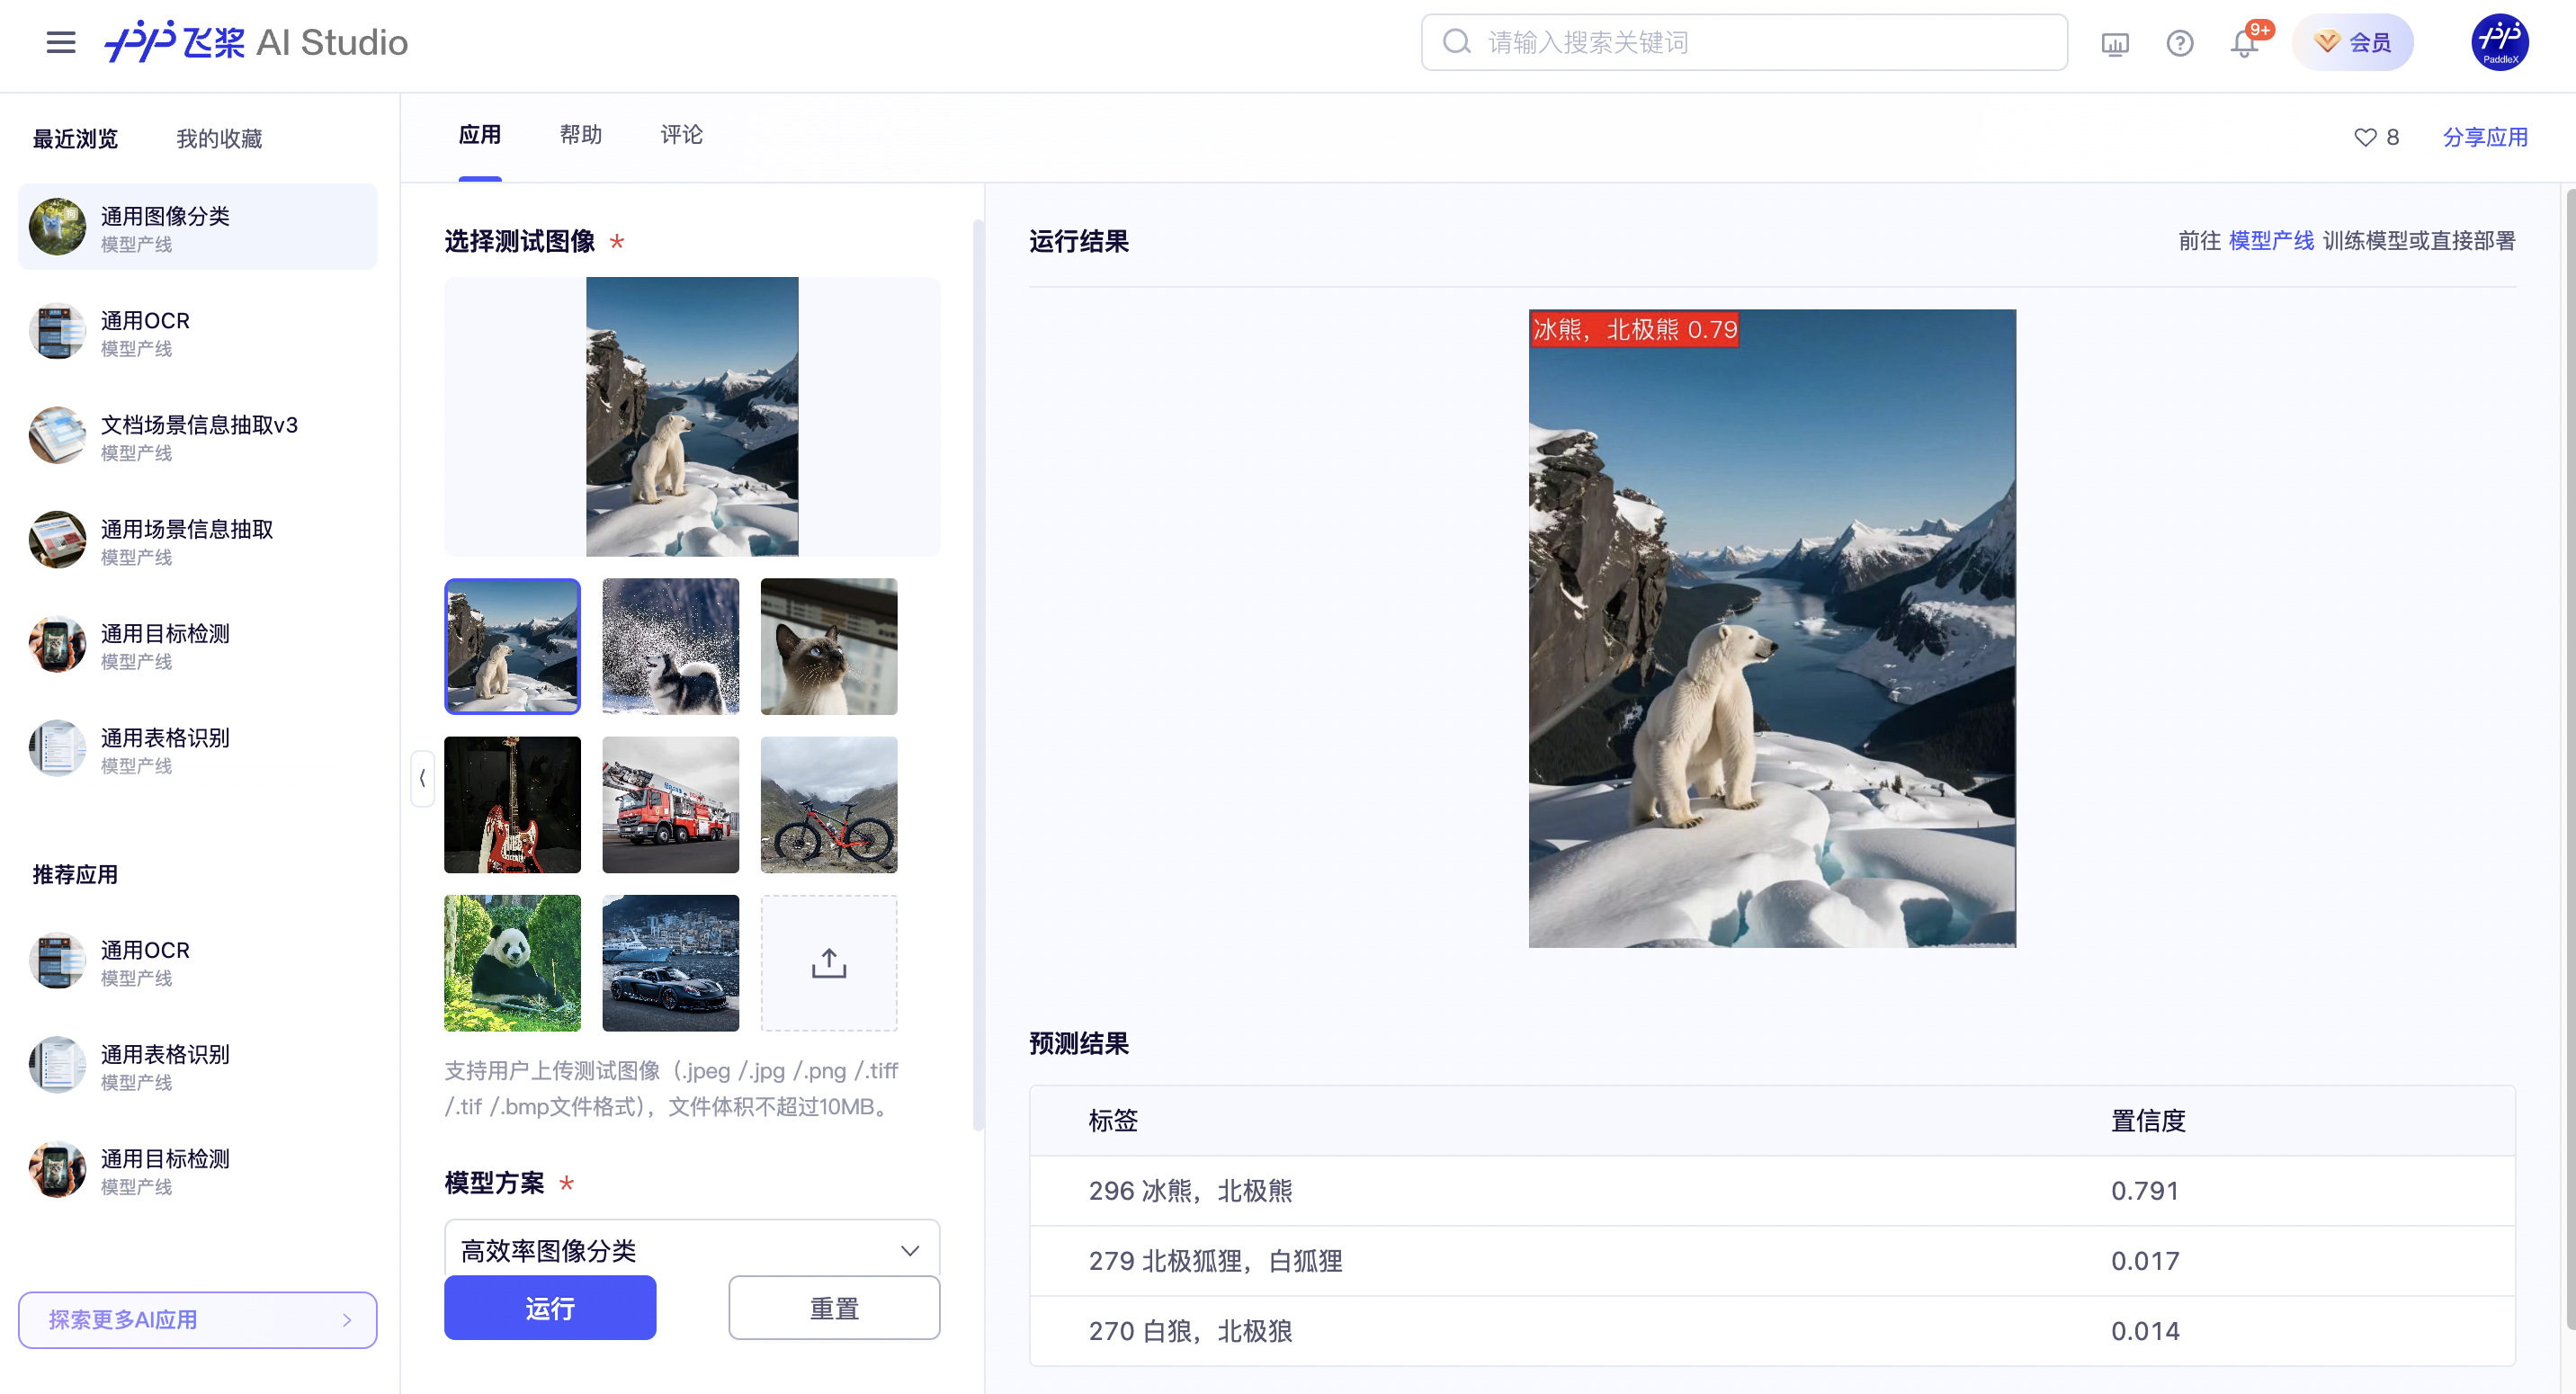 飞桨 AI Studio
请输入搜索关键词
9+
会员
PaddleX
最近浏览
我的收藏
通用图像分类
模型产线
通用OCR
模型产线
文档场景信息抽取v3
模型产线
通用场景信息抽取
模型产线
通用目标检测
模型产线
通用表格识别
模型产线
推荐应用
通用OCR
模型产线
通用表格识别
模型产线
通用目标检测
模型产线
探索更多AI应用
应用
帮助
评论
8
分享应用
选择测试图像 *
支持用户上传测试图像（.jpeg /.jpg /.png /.tiff
/.tif /.bmp文件格式），文件体积不超过10MB。
模型方案 *
高效率图像分类
运行
重置
运行结果
前往 模型产线 训练模型或直接部署
冰熊，北极熊 0.79
预测结果
标签 置信度
296 冰熊，北极熊 0.791
279 北极狐狸，白狐狸 0.017
270 白狼，北极狼 0.014